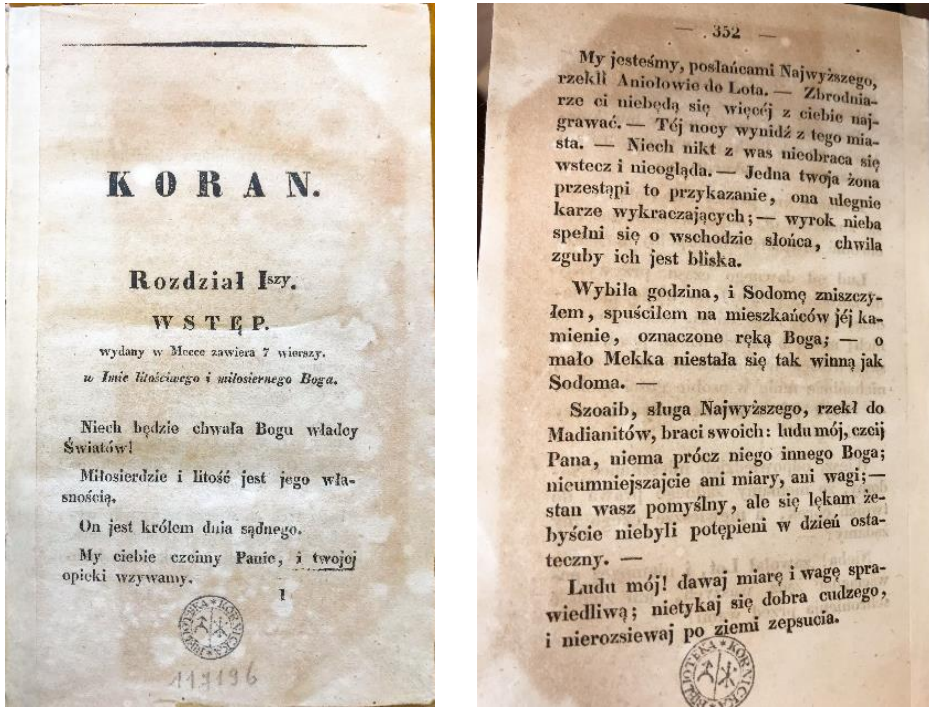 KORAN.
Rozdział Iszy.
WSTĘP.
wydany w Mecce zawiera 7 wierszy.
w Imie litościwego i miłosiernego Boga.
Niech będzie chwała Bogu władcy
Światów!
Miłosierdzie i litość jest jego wła-
snością.
On jest królem dnia sądnego.
My ciebie czcimy Panie, i twojej
opieki wzywamy.
1
BIBLIOTEKA KÓRNICKA
117196
— 352 —
My jesteśmy, posłańcami Najwyższego,
rzekli Aniołowie do Lota. — Zbrodnia-
rze ci niebędą się więcéj z ciebie naj-
grawać. — Téj nocy wynidź z tego mia-
sta. — Niech nikt z was nieobraca się
wstecz i nieogląda. — Jedna twoja żona
przestąpi to przykazanie, ona ulegnie
karze wykraczających; — wyrok nieba
spełni się o wschodzie słońca, chwila
zguby ich jest bliska.
Wybiła godzina, i Sodomę zniszczy-
łem, spuściłem na mieszkańców jéj ka-
mienie, oznaczone ręką Boga; — o
mało Mekka niestała się tak winną jak
Sodoma. —
Szoaib, sługa Najwyższego, rzekł do
Madianitów, braci swoich: ludu mój, czcij
Pana, niema prócz niego innego Boga;
nieumniejszajcie ani miary, ani wagi; —
stan wasz pomyślny, ale się lękam że-
byście niebyli potępieni w dzień osta-
teczny. —
Ludu mój! dawaj miarę i wagę spra-
wiedliwą; nietykaj się dobra cudzego,
i nierozsiewaj po ziemi zepsucia.
BIBLIOTEKA KÓRNICKA